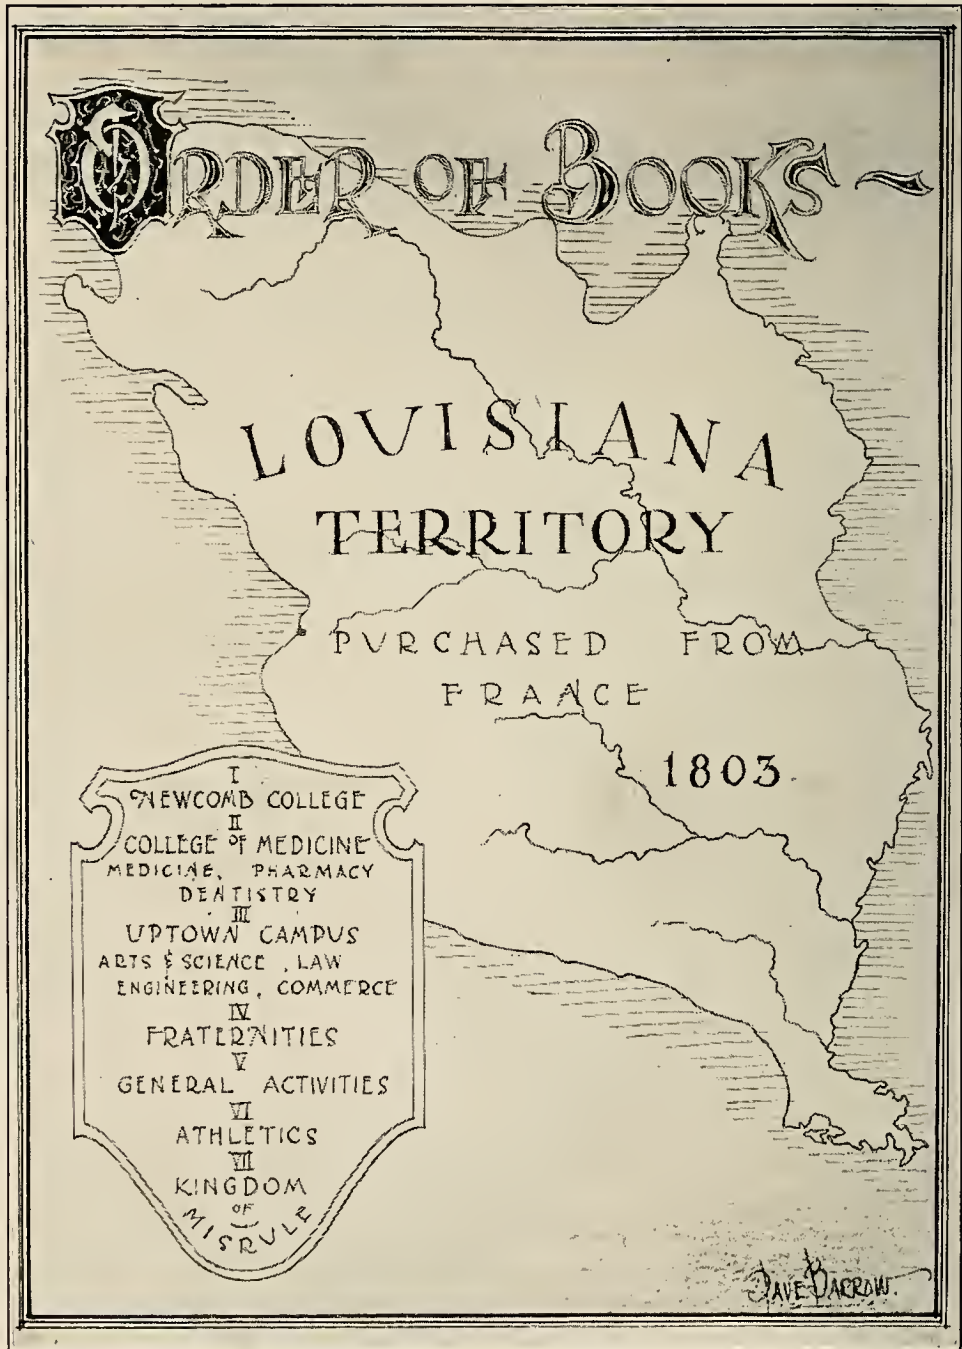 ORDER OF BOOKS~
LOUISIANA
TERRITORY
PURCHASED FROM
FRANCE
1803.
I
NEWCOMB COLLEGE
II
COLLEGE OF MEDICINE
MEDICINE, PHARMACY
DENTISTRY
III
UPTOWN CAMPUS
ARTS & SCIENCE, LAW
ENGINEERING, COMMERCE
IV
FRATERNITIES
V
GENERAL ACTIVITIES
VI
ATHLETICS
VII
KINGDOM
OF
MISRULE
DAVE BARROW.